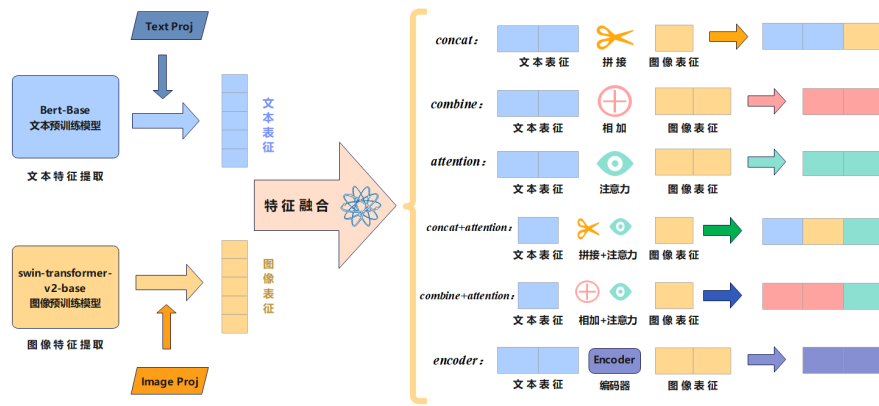 Text Proj
Bert-Base
文本预训练模型
文本特征提取
文本表征
swin-transformer-
v2-base
图像预训练模型
图像特征提取
图像表征
Image Proj
特征融合
concat:
文本表征 拼接 图像表征
combine:
文本表征 相加 图像表征
attention:
文本表征 注意力 图像表征
concat+attention:
文本表征 拼接+注意力 图像表征
combine+attention:
文本表征 相加+注意力 图像表征
encoder: Encoder
文本表征 编码器 图像表征